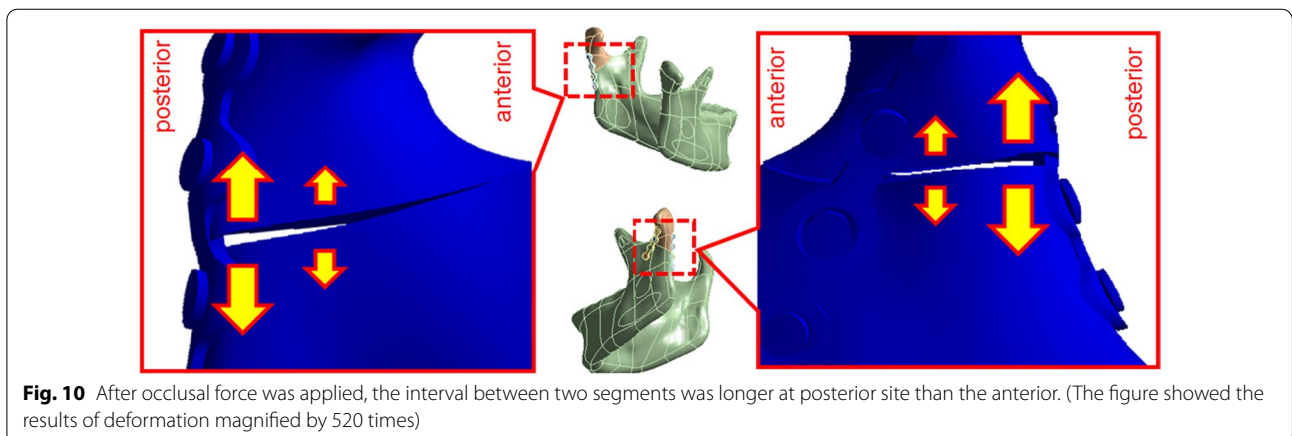 posterior
anterior
anterior
posterior
Fig. 10 After occlusal force was applied, the interval between two segments was longer at posterior site than the anterior. (The figure showed the
results of deformation magnified by 520 times)